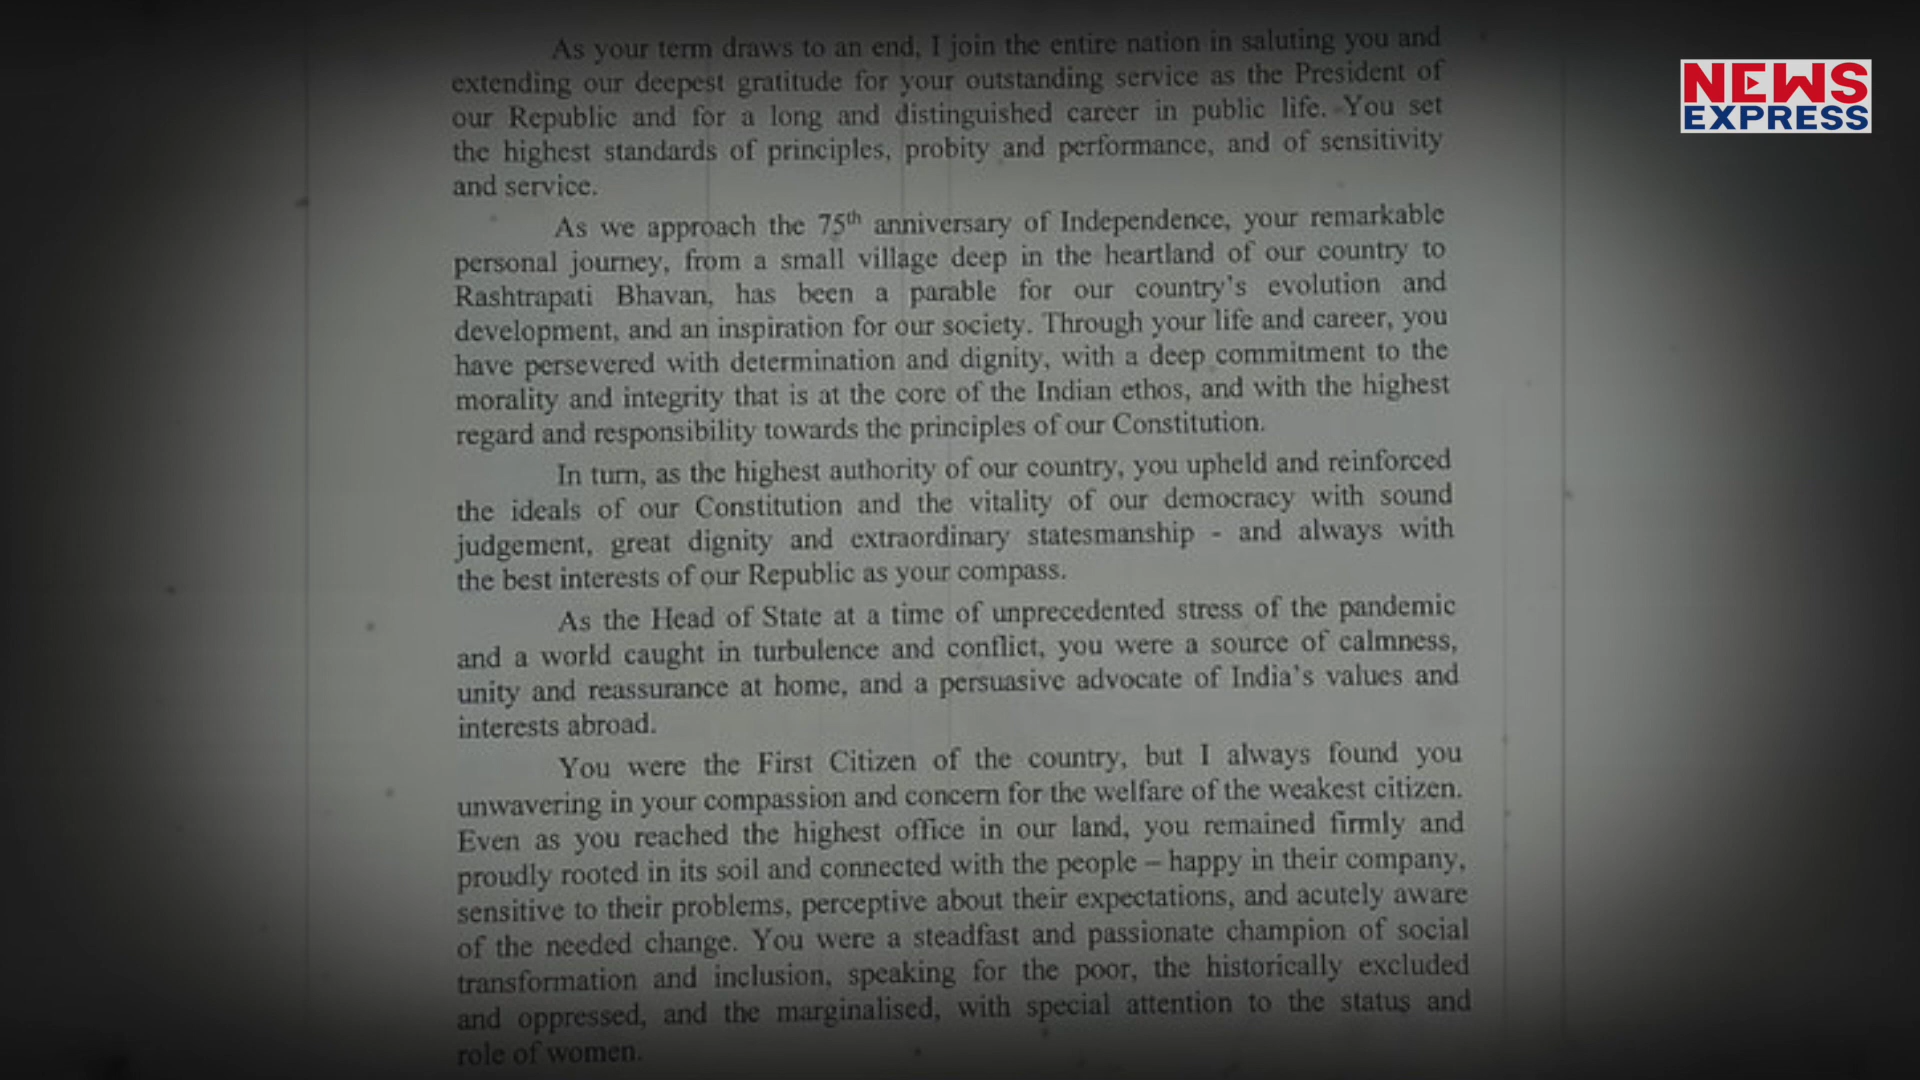 As your term draws to an end, I join the entire nation in saluting you and
extending our deepest gratitude for your outstanding service as the President of
our Republic and for a long and distinguished career in public life. You set
the highest standards of principles, probity and performance, and of sensitivity
and service.
As we approach the 75th anniversary of Independence, your remarkable
personal journey, from a small village deep in the heartland of our country to
Rashtrapati Bhavan, has been a parable for our country's evolution and
development, and an inspiration for our society. Through your life and career, you
have persevered with determination and dignity, with a deep commitment to the
morality and integrity that is at the core of the Indian ethos, and with the highest
regard and responsibility towards the principles of our Constitution.
In turn, as the highest authority of our country, you upheld and reinforced
the ideals of our Constitution and the vitality of our democracy with sound
judgement, great dignity and extraordinary statesmanship - and always with
the best interests of our Republic as your compass.
As the Head of State at a time of unprecedented stress of the pandemic
and a world caught in turbulence and conflict, you were a source of calmness,
unity and reassurance at home, and a persuasive advocate of India's values and
interests abroad.
You were the First Citizen of the country, but I always found you
unwavering in your compassion and concern for the welfare of the weakest citizen.
Even as you reached the highest office in our land, you remained firmly and
proudly rooted in its soil and connected with the people – happy in their company,
sensitive to their problems, perceptive about their expectations, and acutely aware
of the needed change. You were a steadfast and passionate champion of social
transformation and inclusion, speaking for the poor, the historically excluded
and oppressed, and the marginalised, with special attention to the status and
role of women.
NEWS
EXPRESS